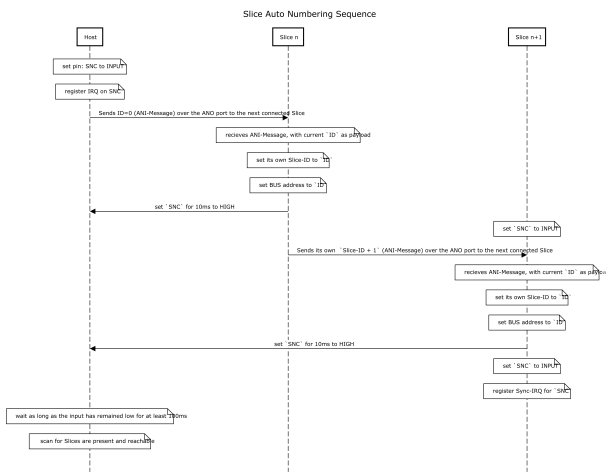 Slice Auto Numbering Sequence
Host
Slice n
Slice n+1
set pin: SNC to INPUT
register IRQ on SNC
Sends ID=0 (ANI-Message) over the ANO port to the next connected Slice
recieves ANI-Message, with current `ID` as payload
set its own Slice-ID to `ID`
set BUS address to `ID`
set `SNC` for 10ms to HIGH
set `SNC` to INPUT
Sends its own `Slice-ID + 1` (ANI-Message) over the ANO port to the next connected Slice
recieves ANI-Message, with current `ID` as payload
set its own Slice-ID to `ID`
set BUS address to `ID`
set `SNC` for 10ms to HIGH
set `SNC` to INPUT
register Sync-IRQ for `SNC`
wait as long as the input has remained low for at least 100ms
scan for Slices are present and reachable